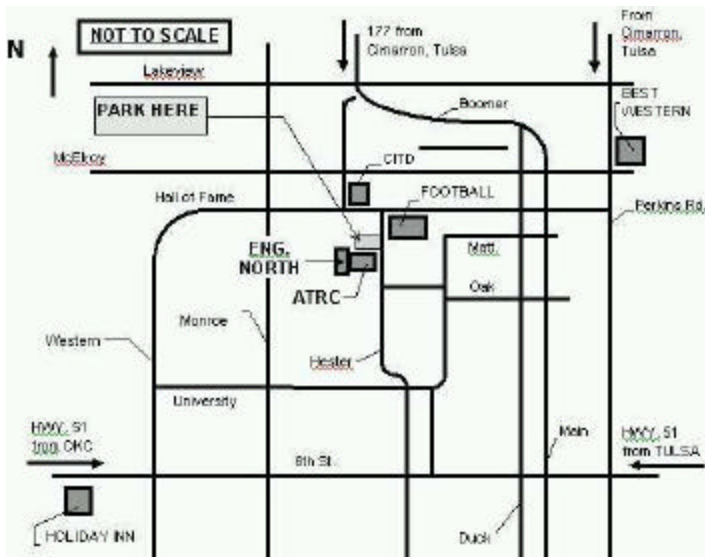 NOT TO SCALE
N
177 from
Cimarron, Tulsa
From
Cimarron,
Tulsa
Lakeview
PARK HERE
Boomer
BEST
WESTERN
McElroy
CITD
Hall of Fame
FOOTBALL
Perkins Rd.
ENG.
NORTH
Matt.
ATRC
Oak
Monroe
Western
Hester
University
HWY. 51
from OKC
Main
HWY. 51
from TULSA
6th St.
HOLIDAY INN
Duck